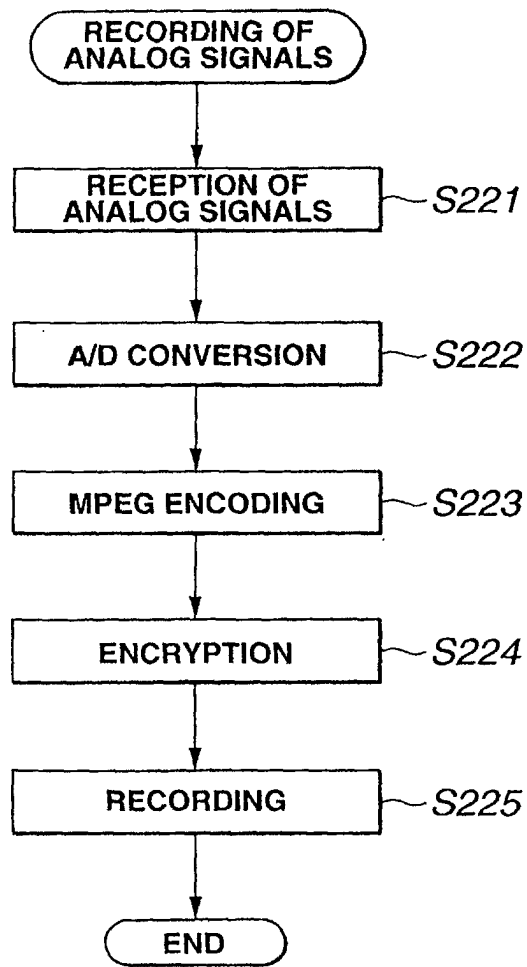 RECORDING OF
ANALOG SIGNALS
RECEPTION OF
ANALOG SIGNALS
S221
A/D CONVERSION
S222
MPEG ENCODING
S223
ENCRYPTION
S224
RECORDING
S225
END